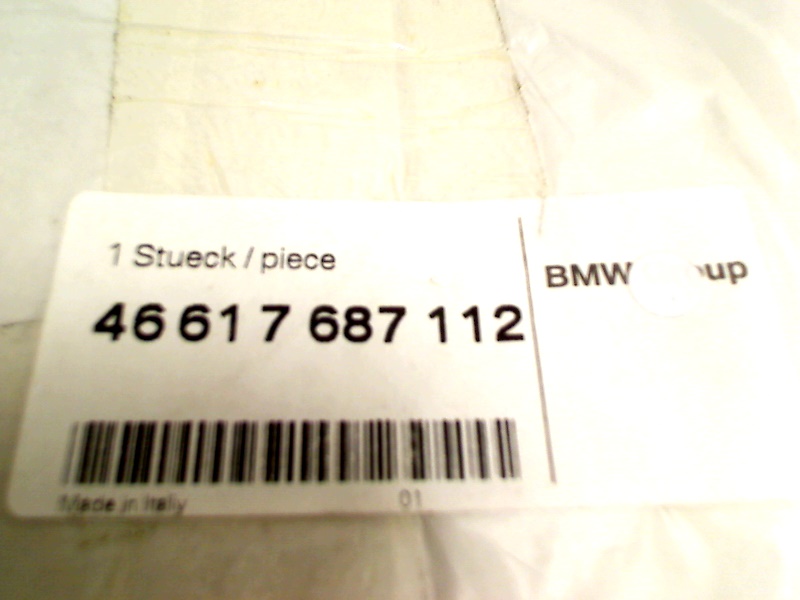 1 Stueck / piece
46 61 7 687 112
Made in Italy
01
BMW